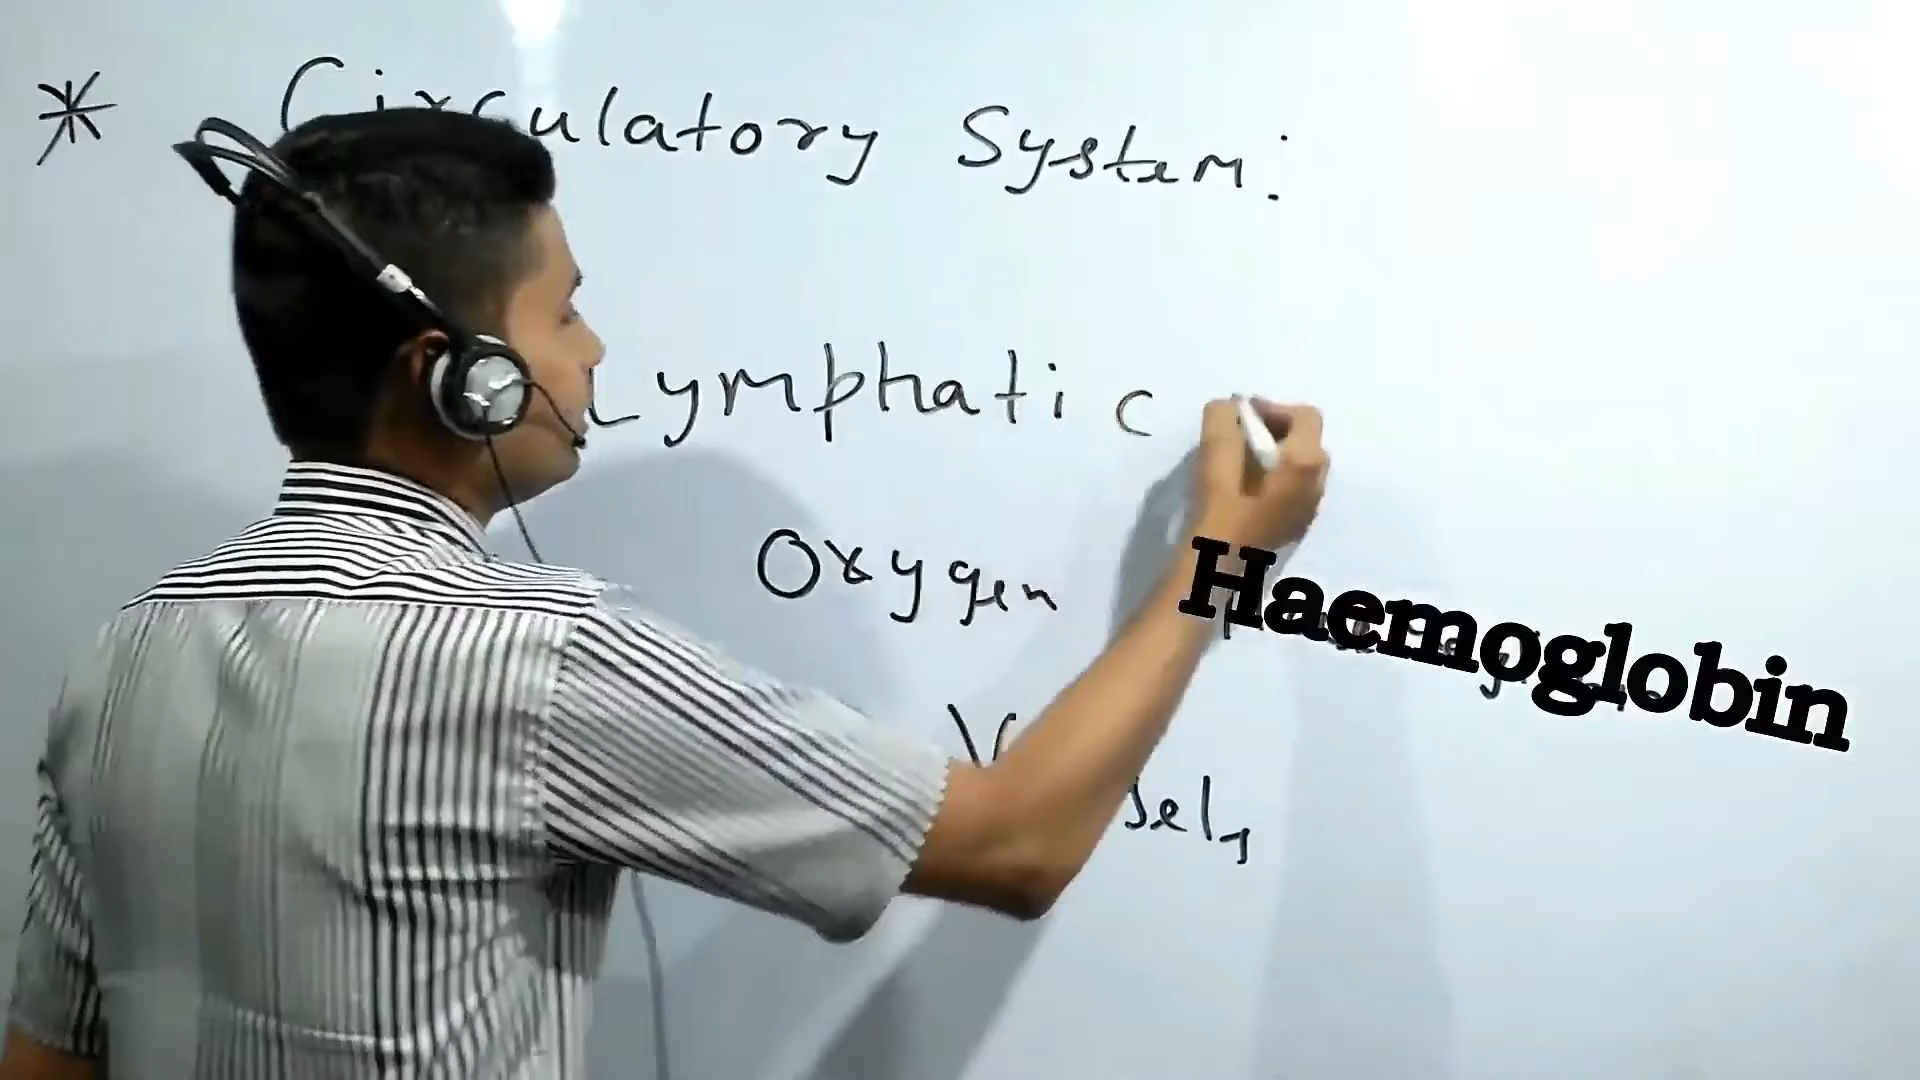 * Circulatory System:
Lymphatic
Oxygen
Haemoglobin